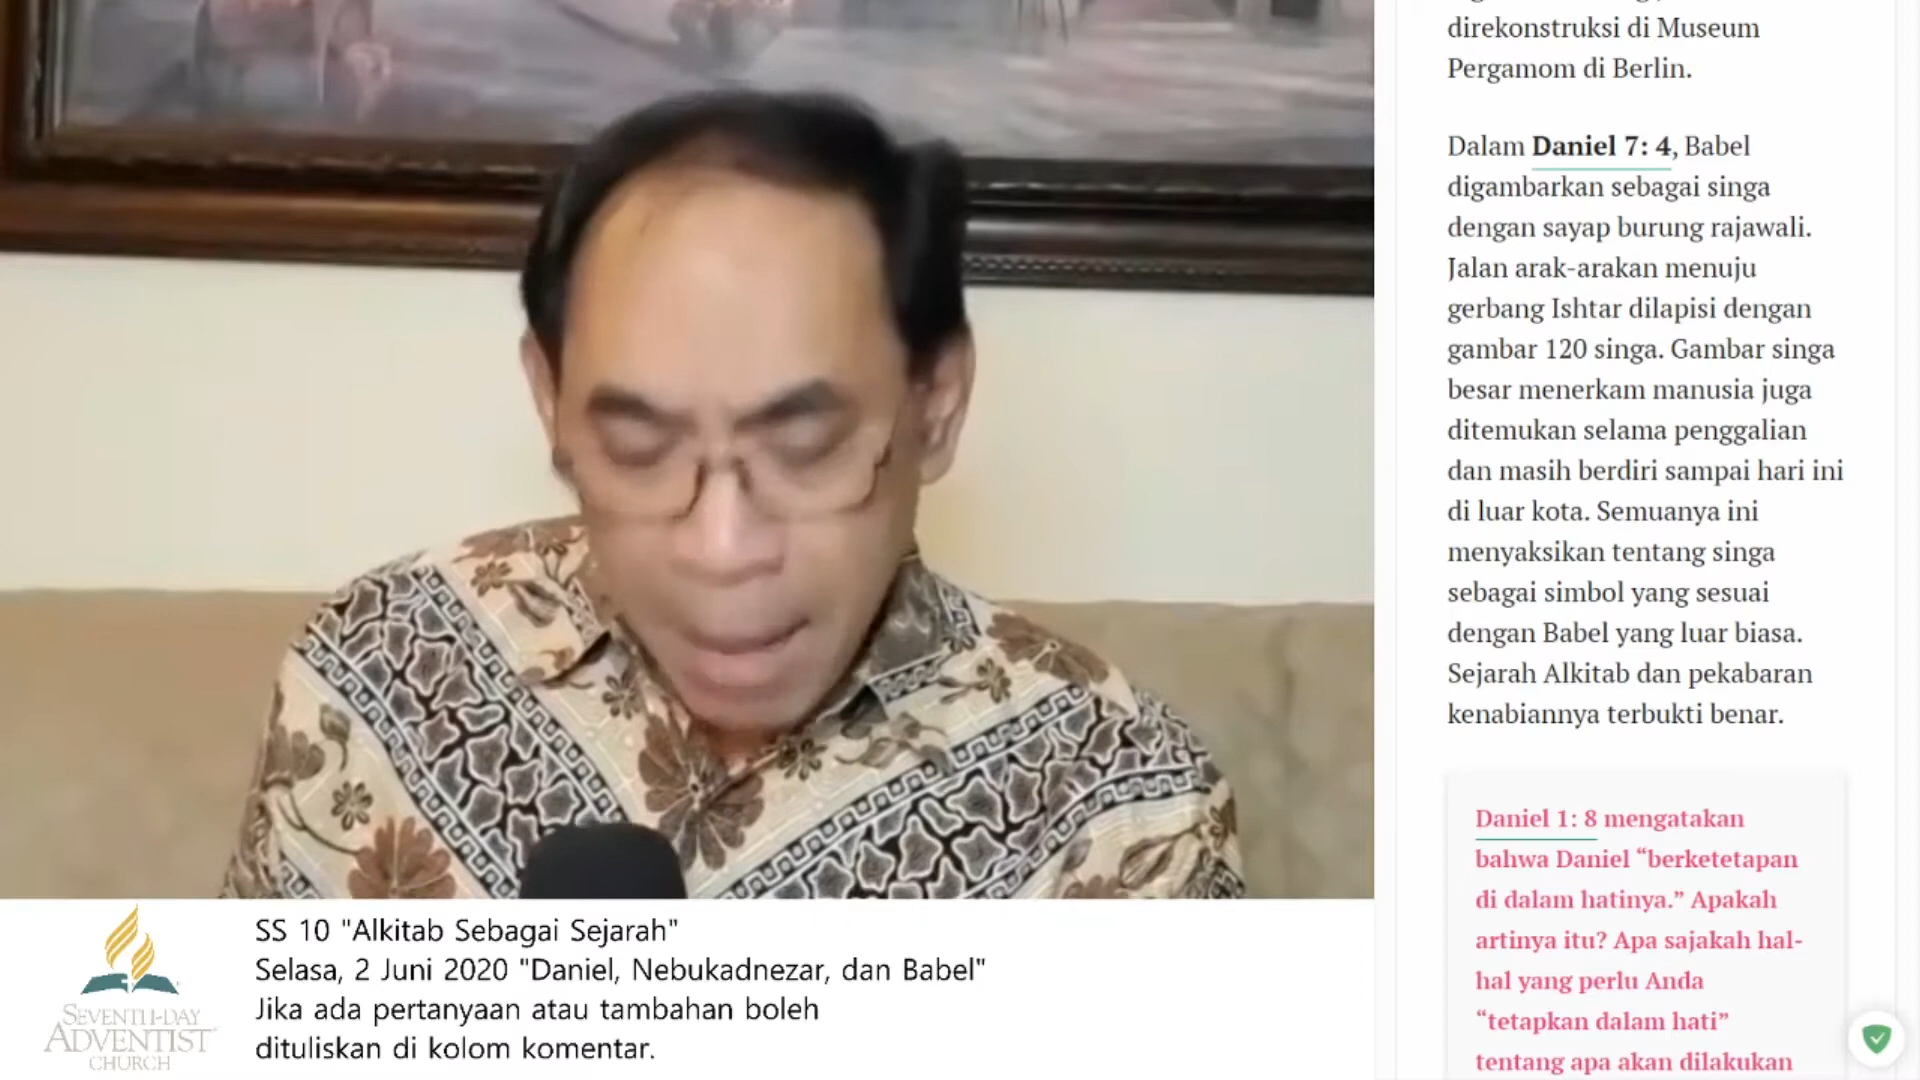 direkonstruksi di Museum
Pergamom di Berlin.
Dalam Daniel 7: 4, Babel
digambarkan sebagai singa
dengan sayap burung rajawali.
Jalan arak-arakan menuju
gerbang Ishtar dilapisi dengan
gambar 120 singa. Gambar singa
besar menerkam manusia juga
ditemukan selama penggalian
dan masih berdiri sampai hari ini
di luar kota. Semuanya ini
menyaksikan tentang singa
sebagai simbol yang sesuai
dengan Babel yang luar biasa.
Sejarah Alkitab dan pekabaran
kenabiannya terbukti benar.
Daniel 1: 8 mengatakan
bahwa Daniel “berketetapan
di dalam hatinya.” Apakah
artinya itu? Apa sajakah hal-
hal yang perlu Anda
“tetapkan dalam hati”
tentang apa akan dilakukan
SS 10 "Alkitab Sebagai Sejarah"
Selasa, 2 Juni 2020 "Daniel, Nebukadnezar, dan Babel"
Jika ada pertanyaan atau tambahan boleh
dituliskan di kolom komentar.
SEVENTH-DAY
ADVENTIST
CHURCH